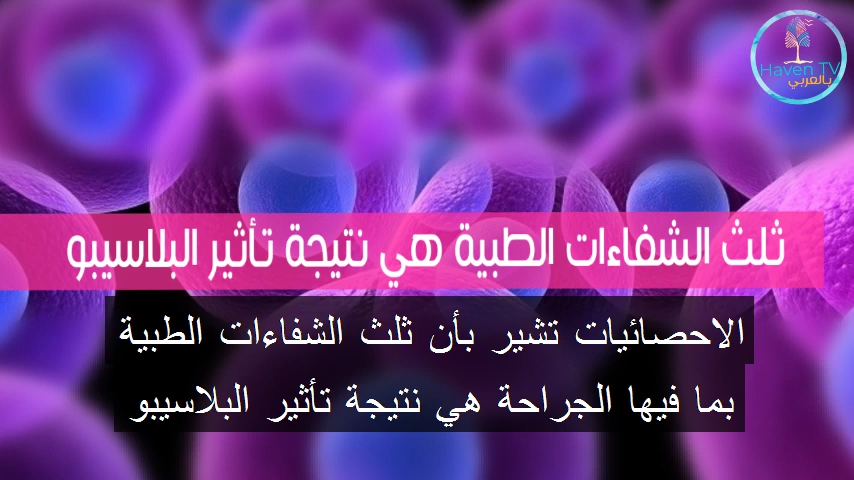 Haven TV
بالعربي
ثلث الشفاءات الطبية هي نتيجة تأثير البلاسيبو
الاحصائيات تشير بأن ثلث الشفاءات الطبية
بما فيها الجراحة هي نتيجة تأثير البلاسيبو